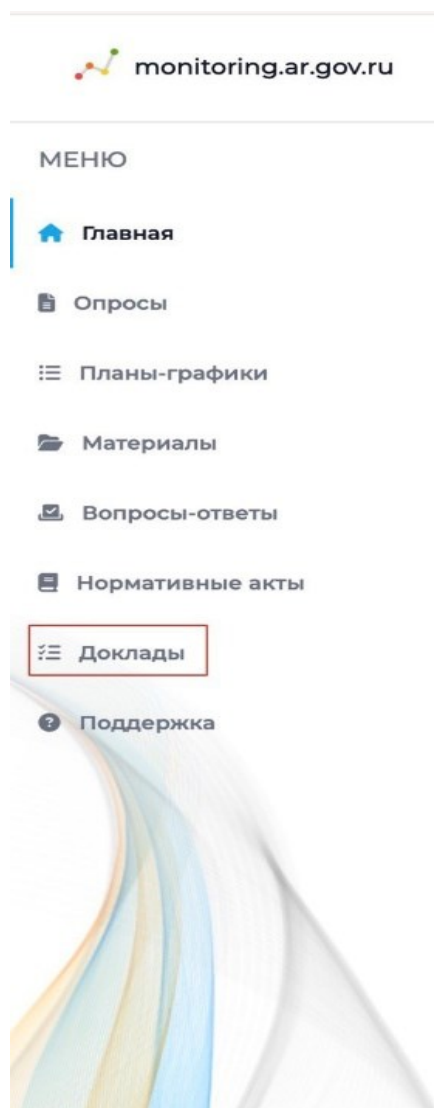 monitoring.ar.gov.ru
МЕНЮ
Главная
Опросы
Планы-графики
Материалы
Вопросы-ответы
Нормативные акты
Доклады
Поддержка